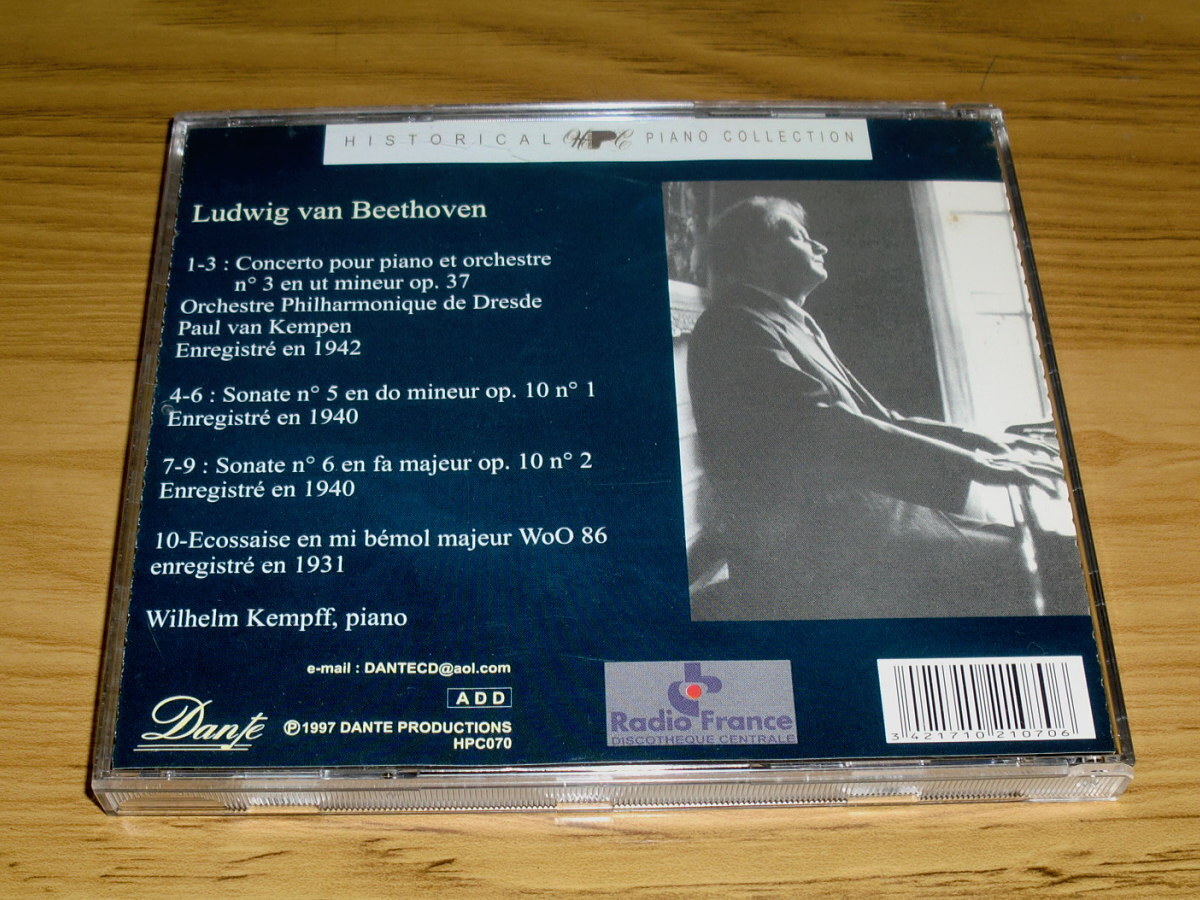 HISTORICAL HPC PIANO COLLECTION
Ludwig van Beethoven
1-3 : Concerto pour piano et orchestre
n° 3 en ut mineur op. 37
Orchestre Philharmonique de Dresde
Paul van Kempen
Enregistré en 1942
4-6 : Sonate n° 5 en do mineur op. 10 n° 1
Enregistré en 1940
7-9 : Sonate n° 6 en fa majeur op. 10 n° 2
Enregistré en 1940
10-Ecossaise en mi bémol majeur WoO 86
enregistré en 1931
Wilhelm Kempff, piano
e-mail : DANTECD@aol.com
ADD
Dante
℗1997 DANTE PRODUCTIONS
HPC070
Radio France
DISCOTHEQUE CENTRALE
3 421710 210706